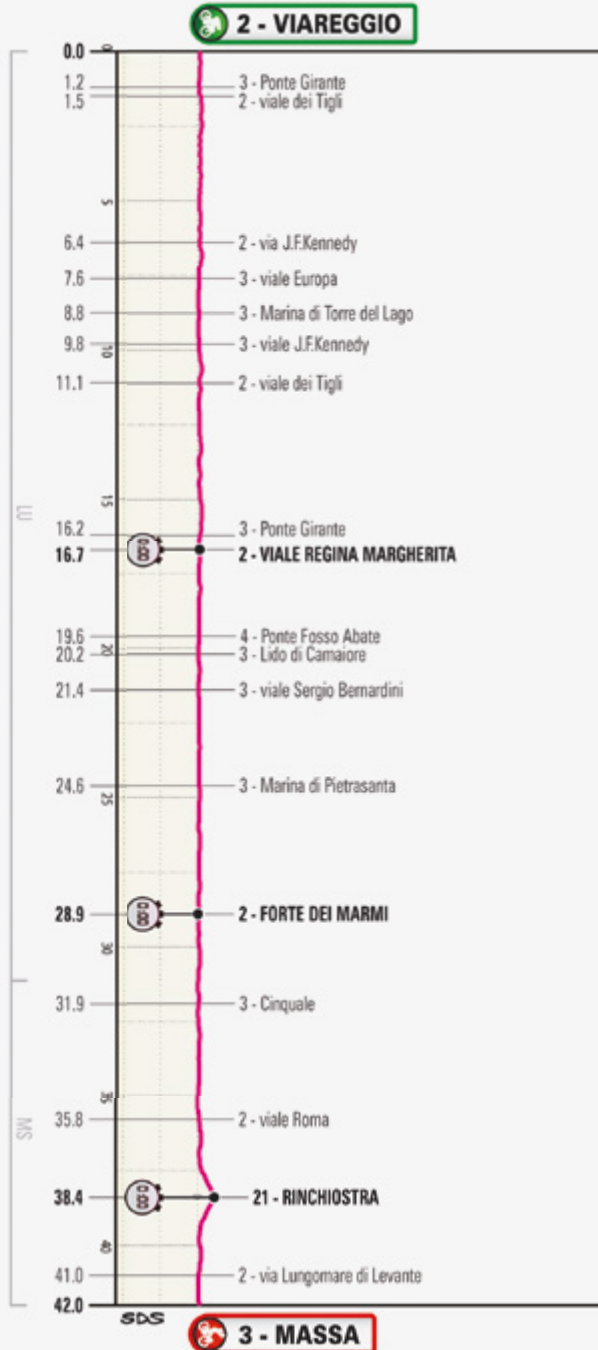 2 - VIAREGGIO
0.0 0
1.2 3 - Ponte Girante
1.5 2 - viale dei Tigli
5
6.4 2 - via J.F.Kennedy
7.6 3 - viale Europa
8.8 3 - Marina di Torre del Lago
9.8 3 - viale J.F.Kennedy
10
11.1 2 - viale dei Tigli
15
LU
16.2 3 - Ponte Girante
16.7 2 - VIALE REGINA MARGHERITA
19.6 4 - Ponte Fosso Abate
20
20.2 3 - Lido di Camaiore
21.4 3 - viale Sergio Bernardini
24.6 3 - Marina di Pietrasanta
25
28.9 2 - FORTE DEI MARMI
30
31.9 3 - Cinquale
35
35.8 2 - viale Roma
MS
38.4 21 - RINCHIOSTRA
40
41.0 2 - via Lungomare di Levante
42.0
SDS
3 - MASSA